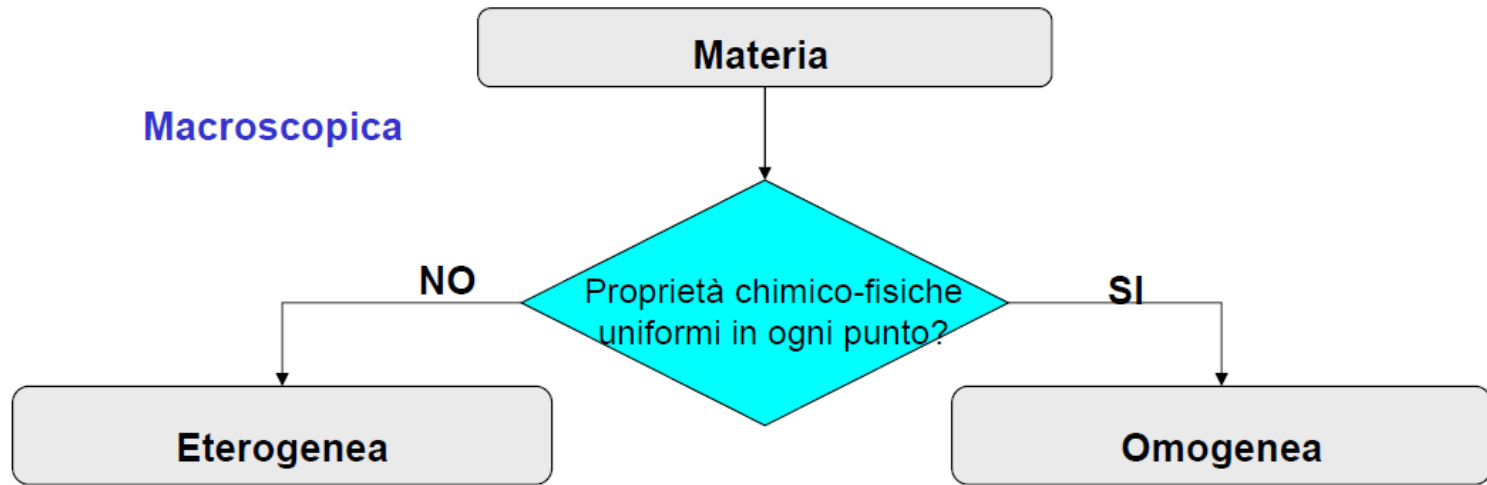 Materia
Macroscopica
NO
SI
Proprietà chimico-fisiche
uniformi in ogni punto?
Eterogenea
Omogenea